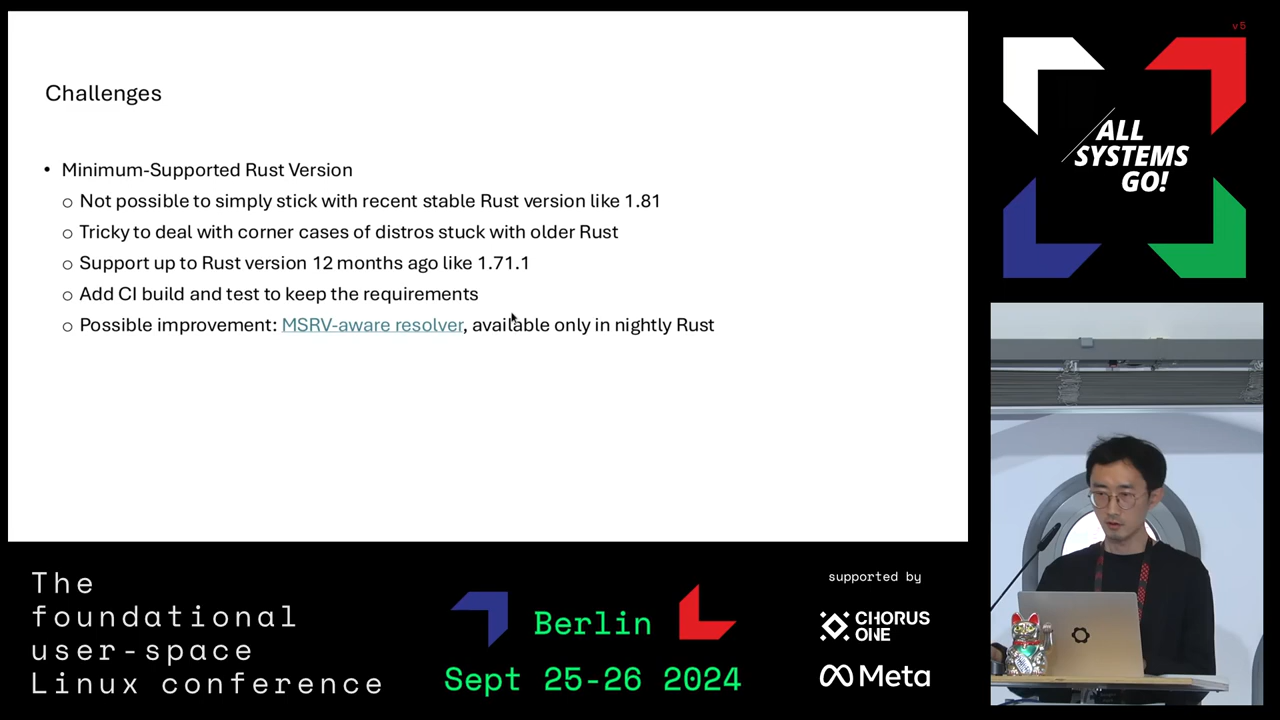 Challenges
• Minimum-Supported Rust Version
o Not possible to simply stick with recent stable Rust version like 1.81
o Tricky to deal with corner cases of distros stuck with older Rust
o Support up to Rust version 12 months ago like 1.71.1
o Add CI build and test to keep the requirements
o Possible improvement: MSRV-aware resolver, available only in nightly Rust
v5
ALL
SYSTEMS
GO!
The
foundational
user-space
Linux conference
Berlin
Sept 25-26 2024
supported by
CHORUS
ONE
Meta